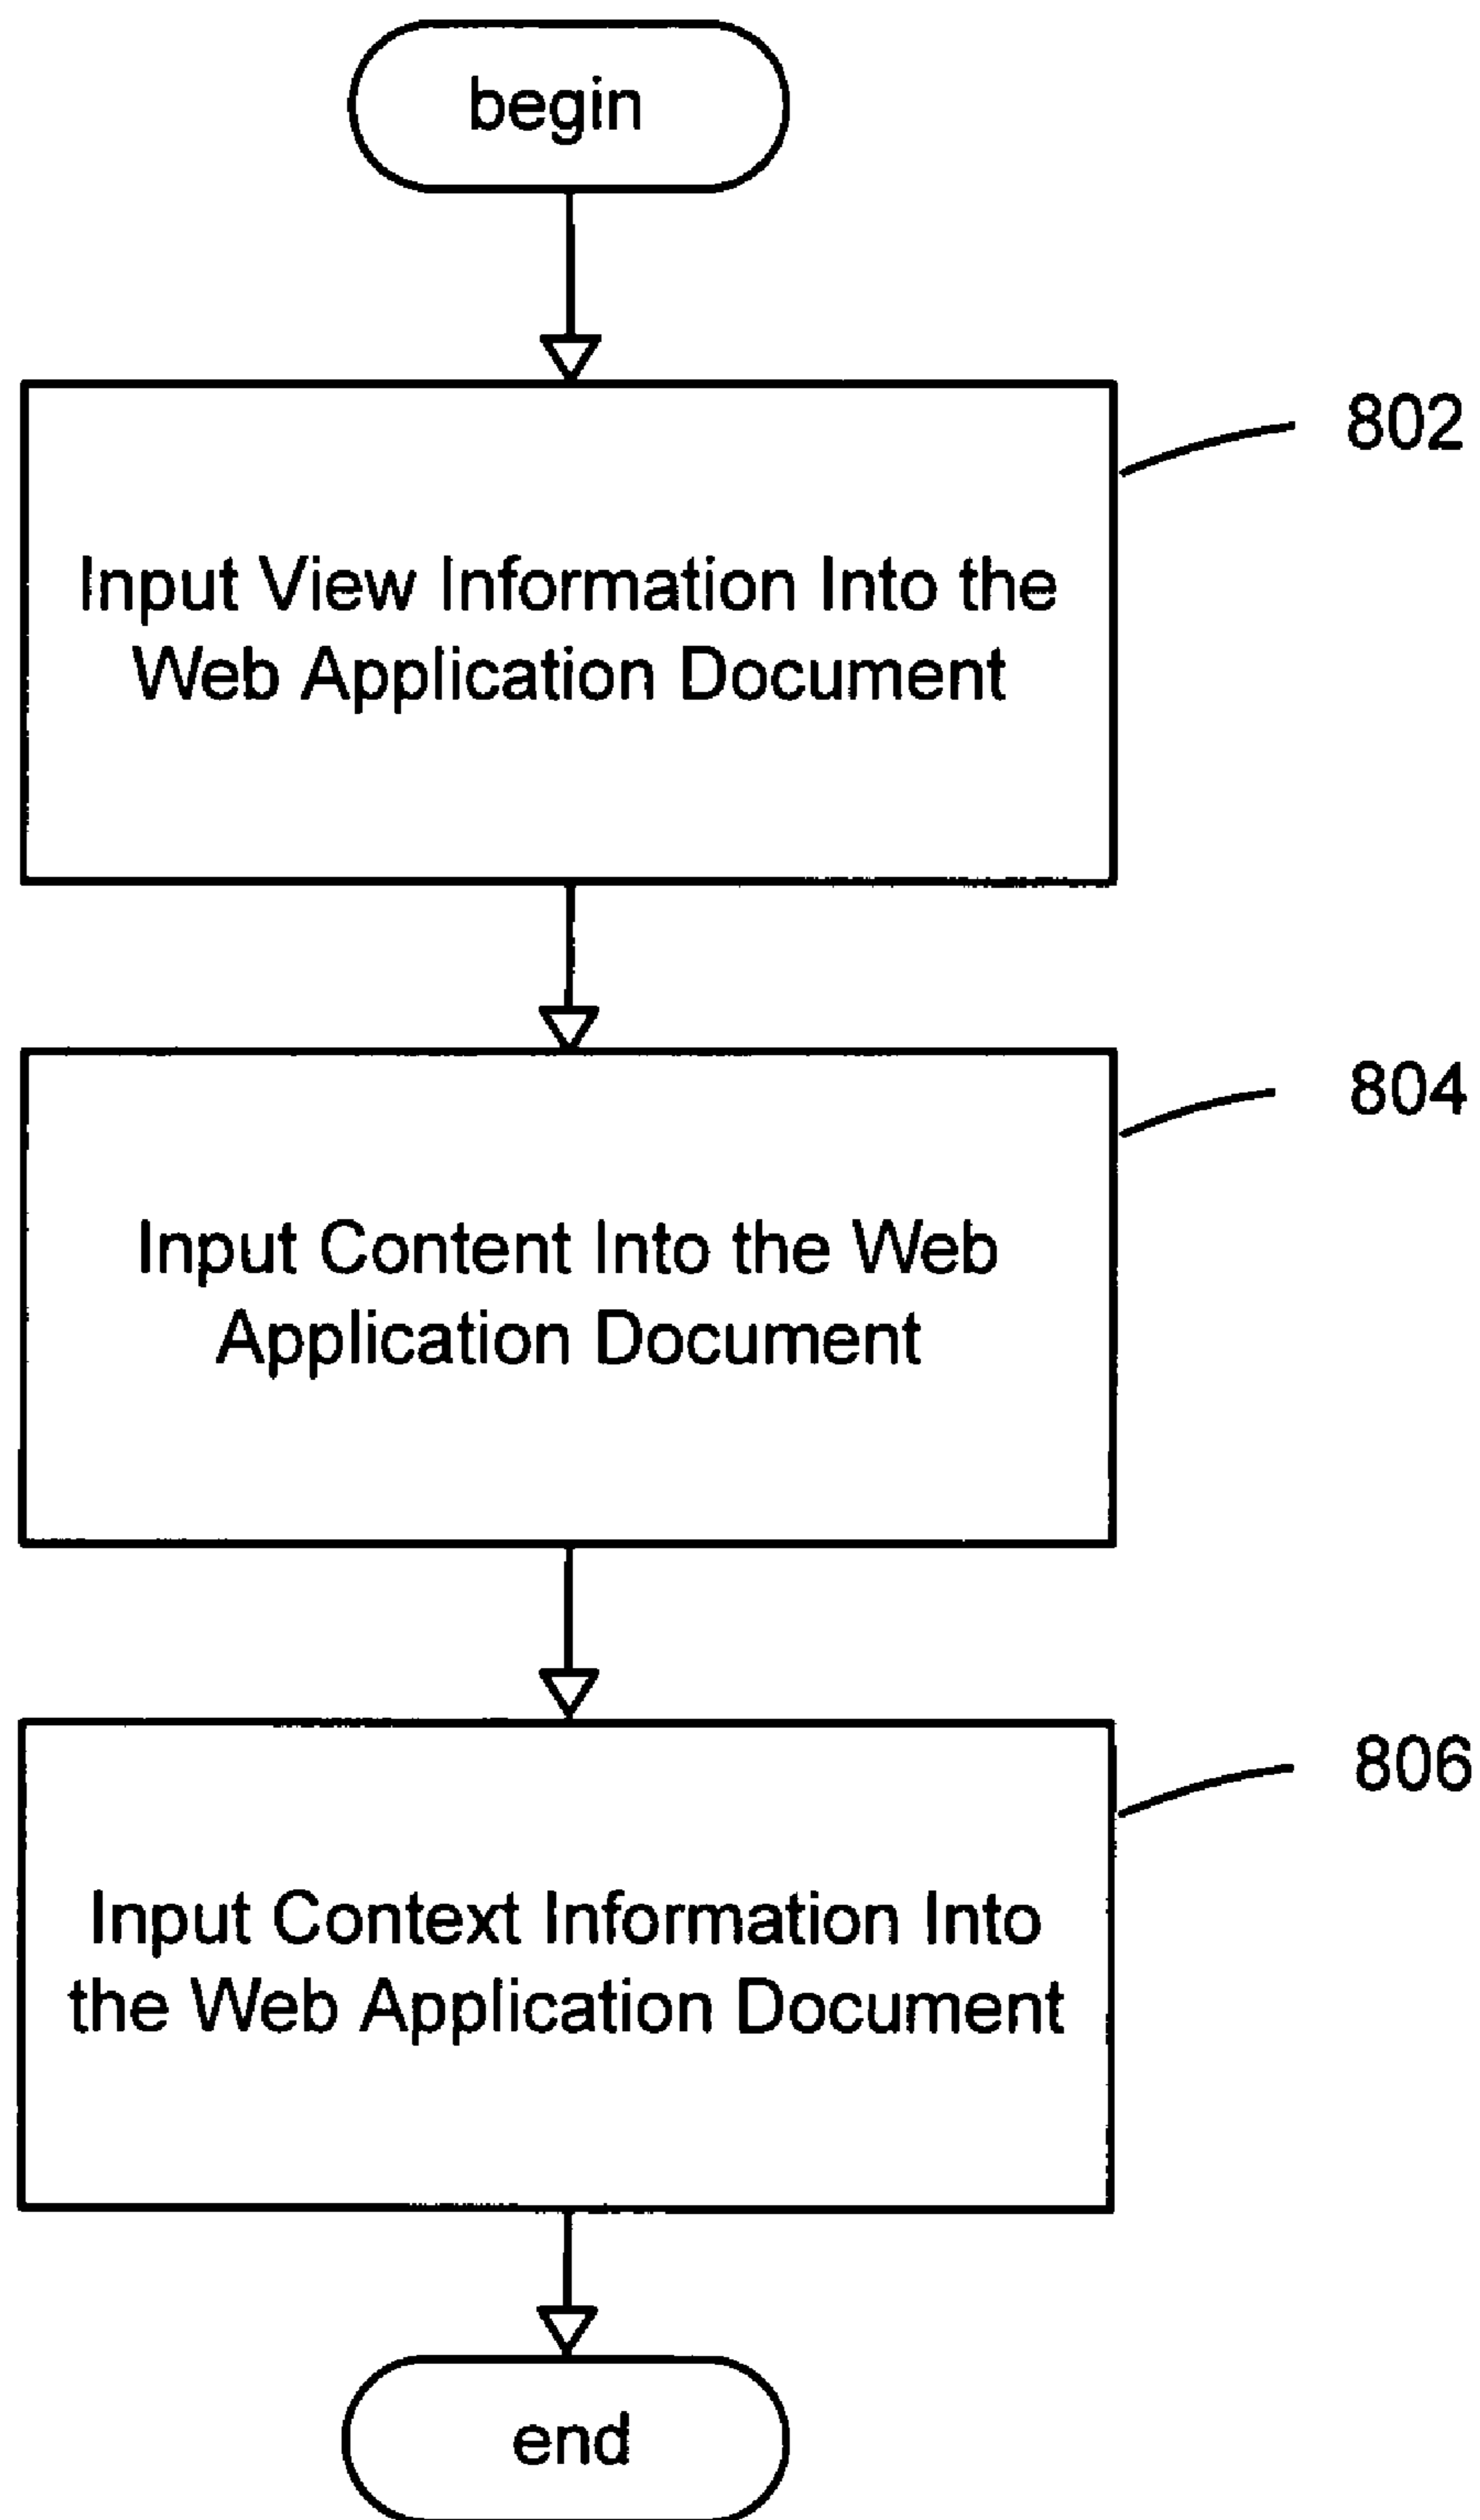 begin
802
Input View Information Into the
Web Application Document
804
Input Content Into the Web
Application Document
806
Input Context Information Into
the Web Application Document
end